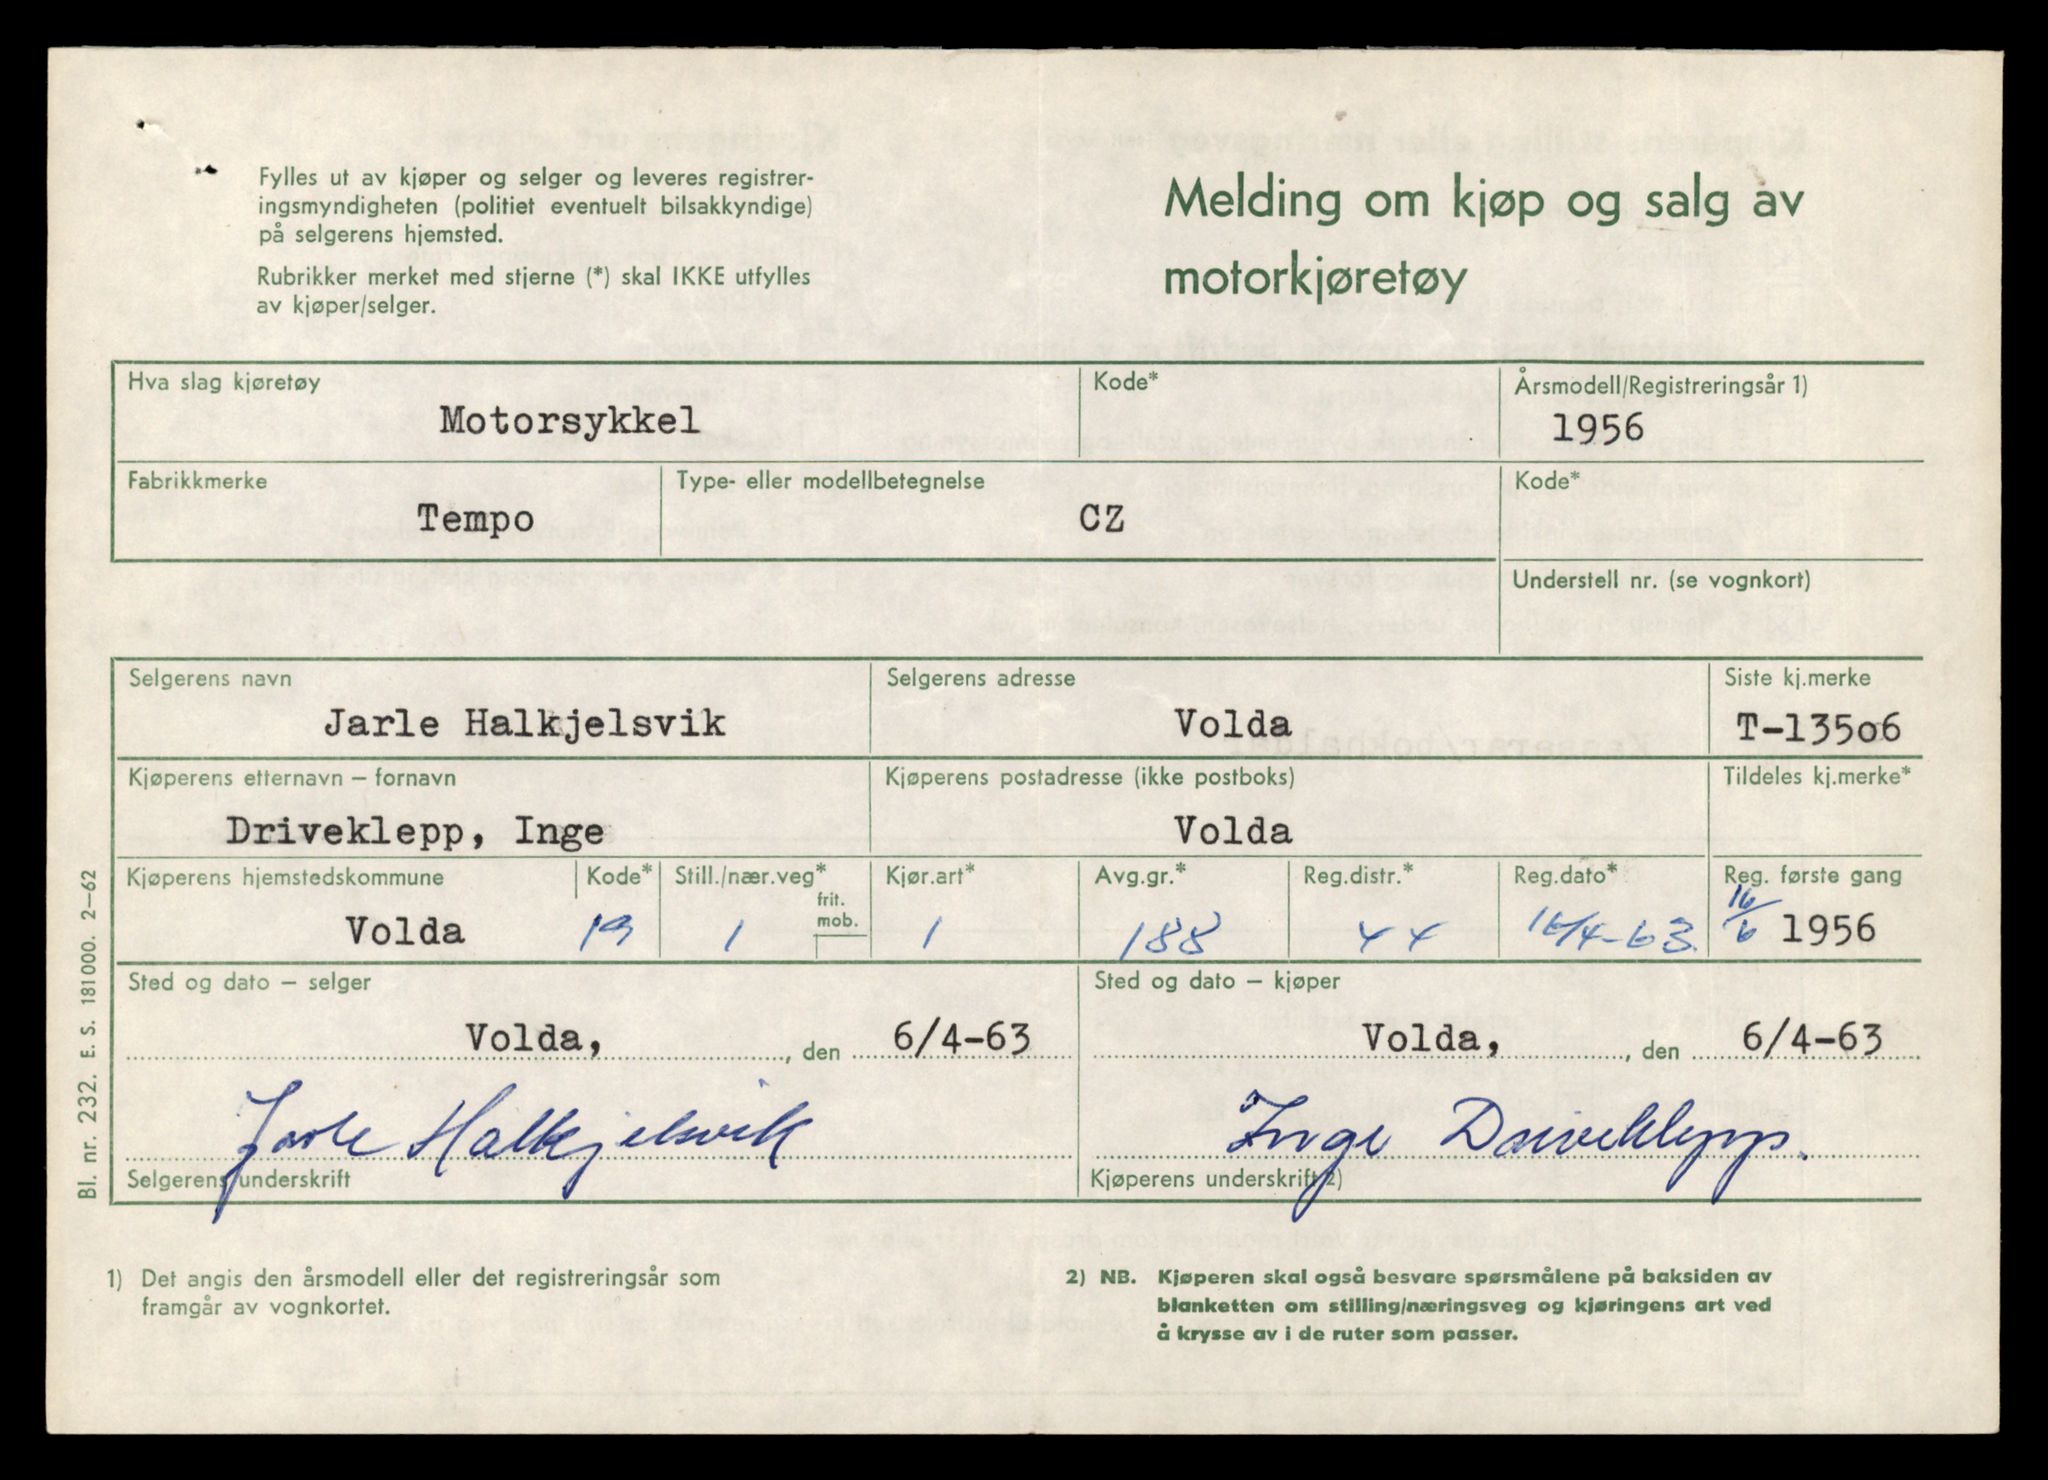 Fylles ut av kjøper og selger og leveres registrer-
ingsmyndigheten (politiet eventuelt bilsakkyndige)
på selgerens hjemsted.
Rubrikker merket med stjerne (*) skal IKKE utfylles
av kjøper/selger.
Melding om kjøp og salg av
motorkjøretøy
Hva slag kjøretøy
Motorsykkel
Kode*
Årsmodell/Registreringsår 1)
1956
Fabrikkmerke
Tempo
Type- eller modellbetegnelse
CZ
Kode*
Understell nr. (se vognkort)
Selgerens navn
Jarle Halkjelsvik
Selgerens adresse
Volda
Siste kj.merke
T-13506
Kjøperens etternavn – fornavn
Driveklepp, Inge
Kjøperens postadresse (ikke postboks)
Volda
Tildeles kj.merke*
Kjøperens hjemstedskommune
Volda
Kode*
19
Still./nær.veg*
1
frit.
mob.
Kjør.art*
1
Avg.gr.*
188
Reg.distr.*
44
Reg.dato*
16/4-63
Reg. første gang
16/6 1956
Sted og dato – selger
Volda, , den 6/4-63
Jarle Halkjelsvik
Selgerens underskrift
Sted og dato – kjøper
Volda, , den 6/4-63
Inge Driveklepp.
Kjøperens underskrift 2)
Bl. nr. 232. E. S. 181000. 2–62
1) Det angis den årsmodell eller det registreringsår som
framgår av vognkortet.
2) NB. Kjøperen skal også besvare spørsmålene på baksiden av
blanketten om stilling/næringsveg og kjøringens art ved
å krysse av i de ruter som passer.